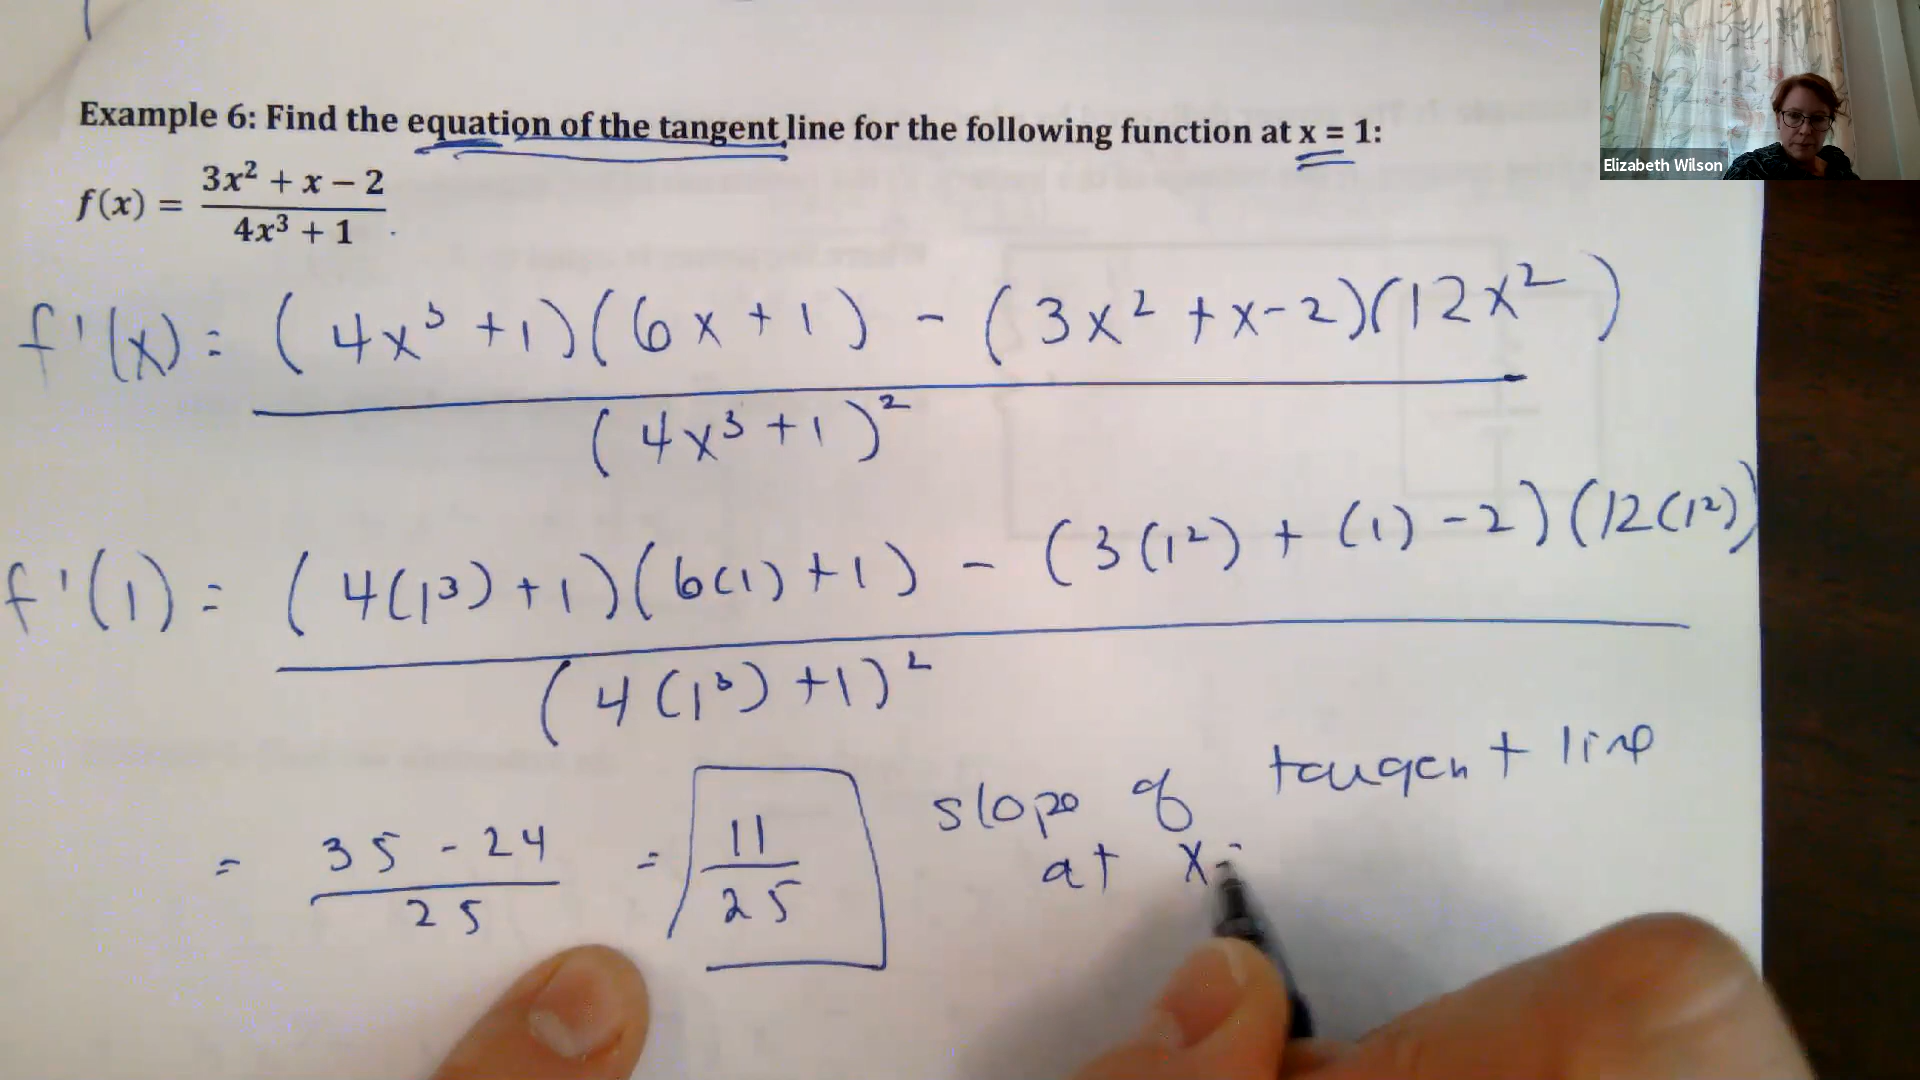 Example 6: Find the equation of the tangent line for the following function at x = 1:
f(x) = (3x² + x − 2)/(4x³ + 1)
Elizabeth Wilson
f'(x) = ((4x³ + 1)(6x + 1) - (3x² + x - 2)(12x²))/(4x³ + 1)²
f'(1) = ((4(1³) + 1)(6(1) + 1) - (3(1²) + (1) - 2)(12(1²))/(4(1³) + 1)²
= (35 - 24)/25 = 11/25
slope of tangent line
at x =